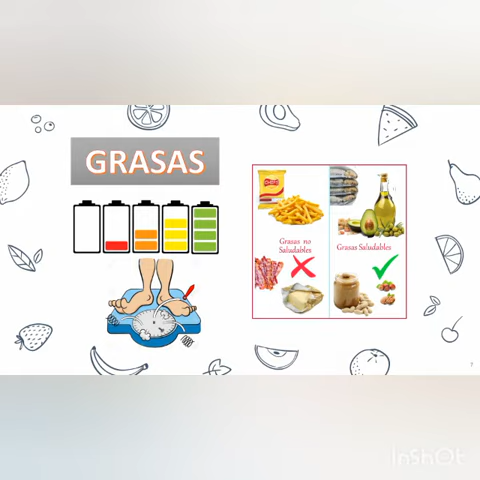 GRASAS
Grasas no
Saludables
Grasas Saludables
InShOt